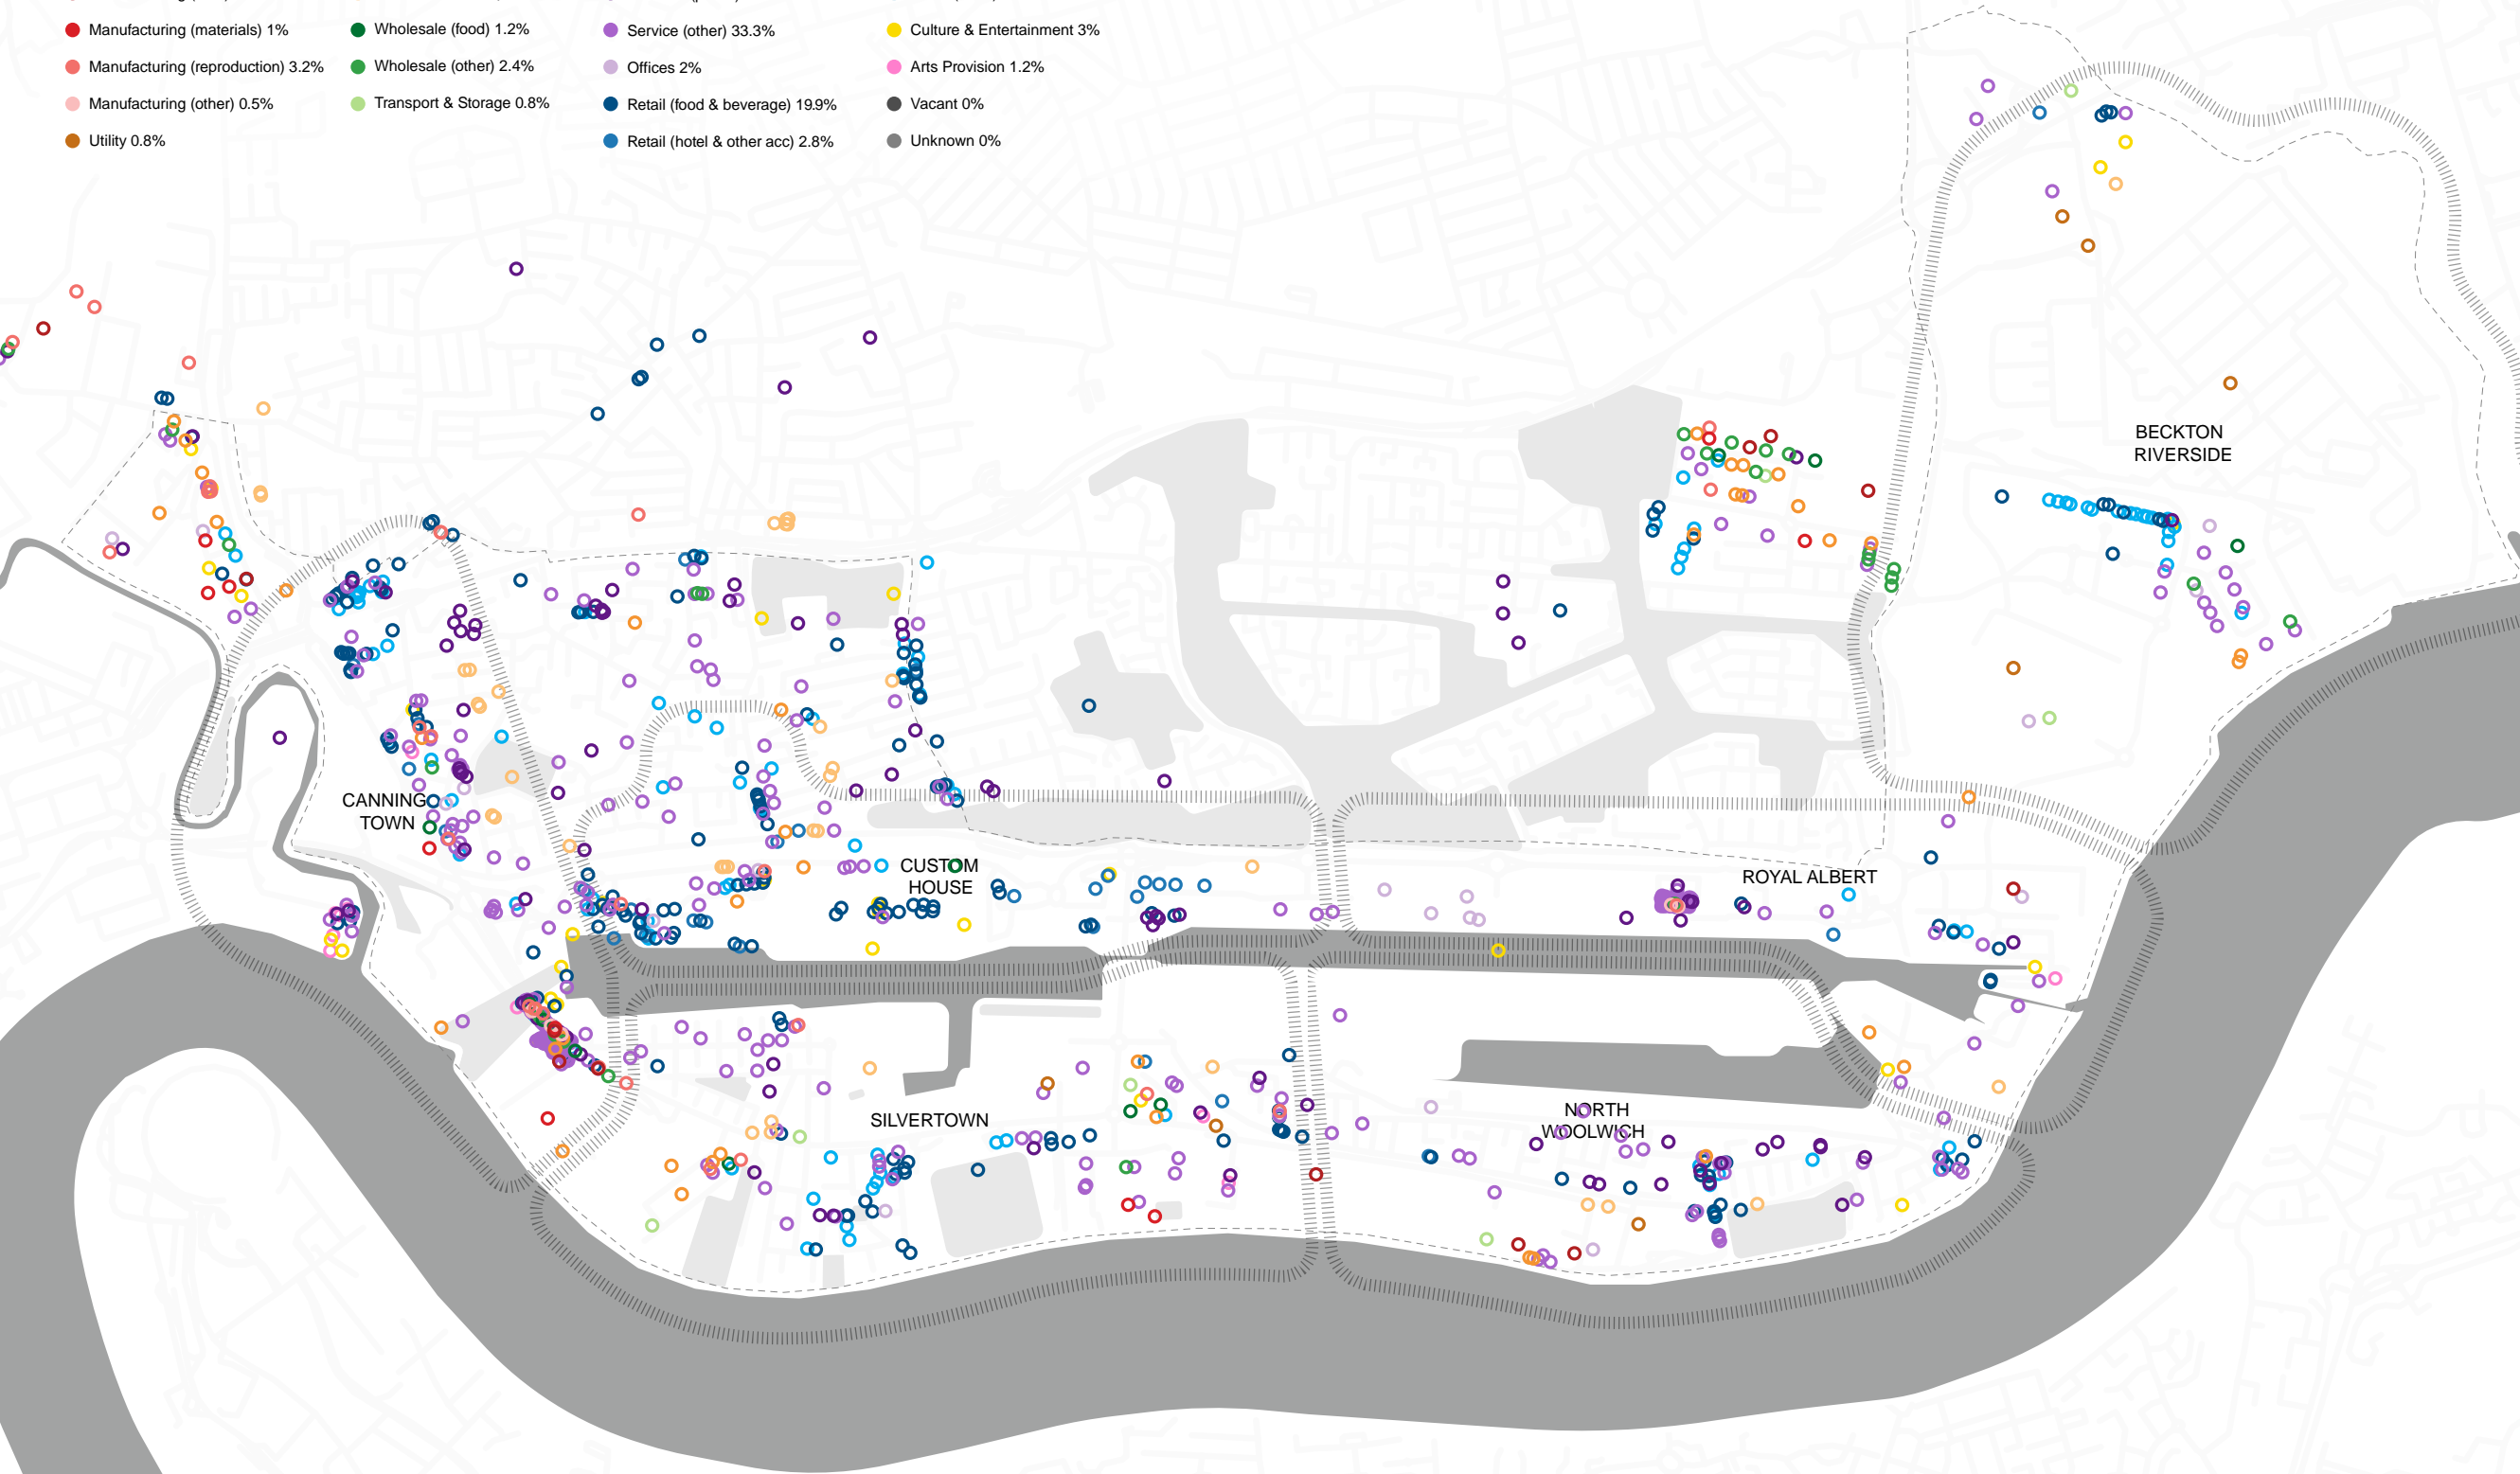 Manufacturing (materials) 1%
Wholesale (food) 1.2%
Service (other) 33.3%
Culture & Entertainment 3%
Manufacturing (reproduction) 3.2%
Wholesale (other) 2.4%
Offices 2%
Arts Provision 1.2%
Manufacturing (other) 0.5%
Transport & Storage 0.8%
Retail (food & beverage) 19.9%
Vacant 0%
Utility 0.8%
Retail (hotel & other acc) 2.8%
Unknown 0%
BECKTON
RIVERSIDE
CANNING
TOWN
CUSTOM
HOUSE
ROYAL ALBERT
SILVERTOWN
NORTH
WOOLWICH